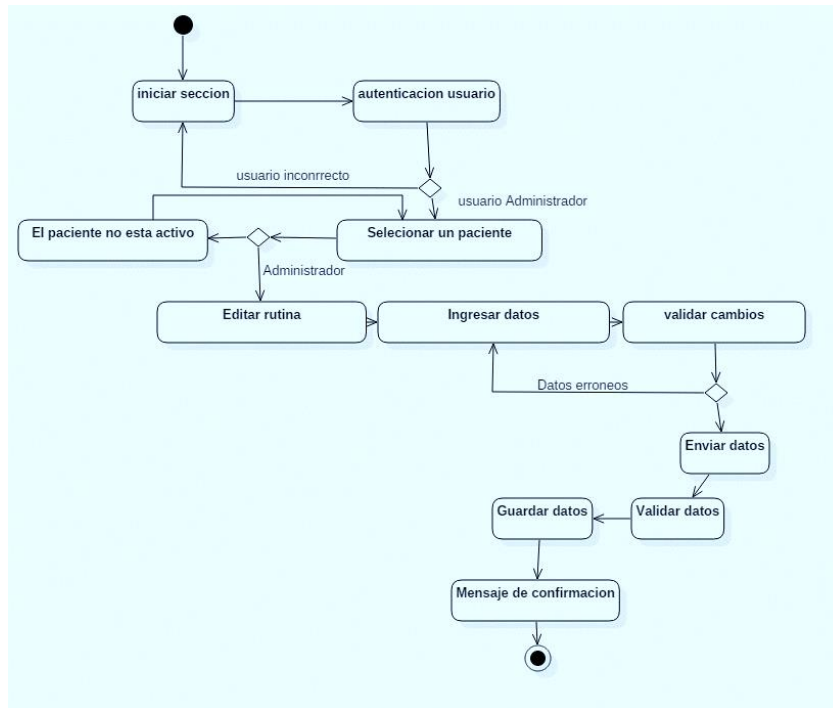 iniciar seccion
autenticacion usuario
usuario inconrrecto
usuario Administrador
El paciente no esta activo
Selecionar un paciente
Administrador
Editar rutina
Ingresar datos
validar cambios
Datos erroneos
Enviar datos
Guardar datos
Validar datos
Mensaje de confirmacion